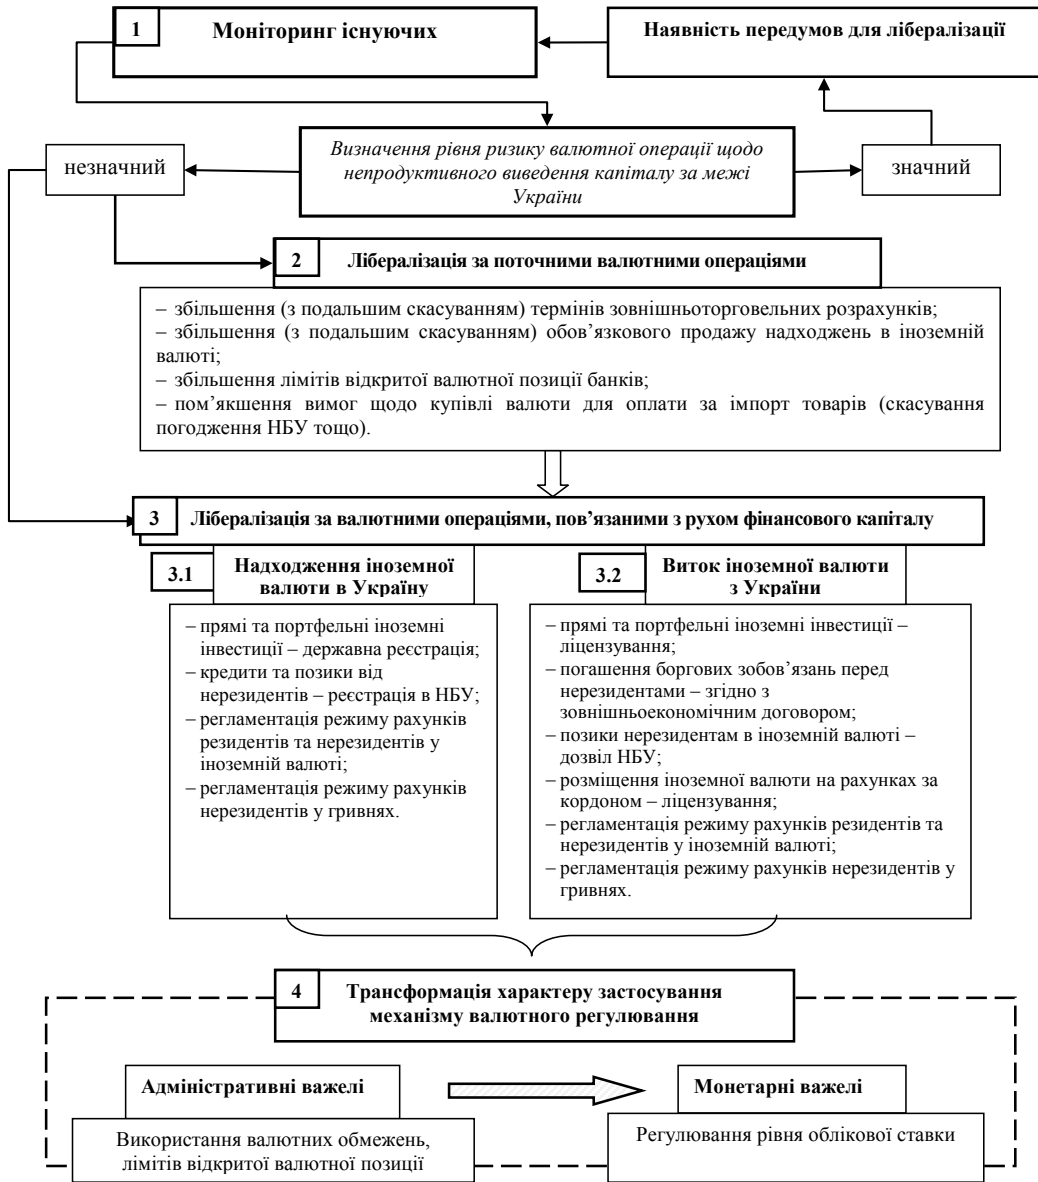 1
Моніторинг існуючих
Наявність передумов для лібералізації
Визначення рівня ризику валютної операції щодо
непродуктивного виведення капіталу за межі
України
незначний
значний
2
Лібералізація за поточними валютними операціями
– збільшення (з подальшим скасуванням) термінів зовнішньоторговельних розрахунків;
– збільшення (з подальшим скасуванням) обов’язкового продажу надходжень в іноземній
валюті;
– збільшення лімітів відкритої валютної позиції банків;
– пом’якшення вимог щодо купівлі валюти для оплати за імпорт товарів (скасування
погодження НБУ тощо).
3
Лібералізація за валютними операціями, пов’язаними з рухом фінансового капіталу
3.1
Надходження іноземної
валюти в Україну
– прямі та портфельні іноземні
інвестиції – державна реєстрація;
– кредити та позики від
нерезидентів – реєстрація в НБУ;
– регламентація режиму рахунків
резидентів та нерезидентів у
іноземній валюті;
– регламентація режиму рахунків
нерезидентів у гривнях.
3.2
Виток іноземної валюти
з України
– прямі та портфельні іноземні інвестиції –
ліцензування;
– погашення боргових зобов’язань перед
нерезидентами – згідно з
зовнішньоекономічним договором;
– позики нерезидентам в іноземній валюті –
дозвіл НБУ;
– розміщення іноземної валюти на рахунках за
кордоном – ліцензування;
– регламентація режиму рахунків резидентів та
нерезидентів у іноземній валюті;
– регламентація режиму рахунків нерезидентів у
гривнях.
4
Трансформація характеру застосування
механізму валютного регулювання
Адміністративні важелі
Використання валютних обмежень,
лімітів відкритої валютної позиції
Монетарні важелі
Регулювання рівня облікової ставки